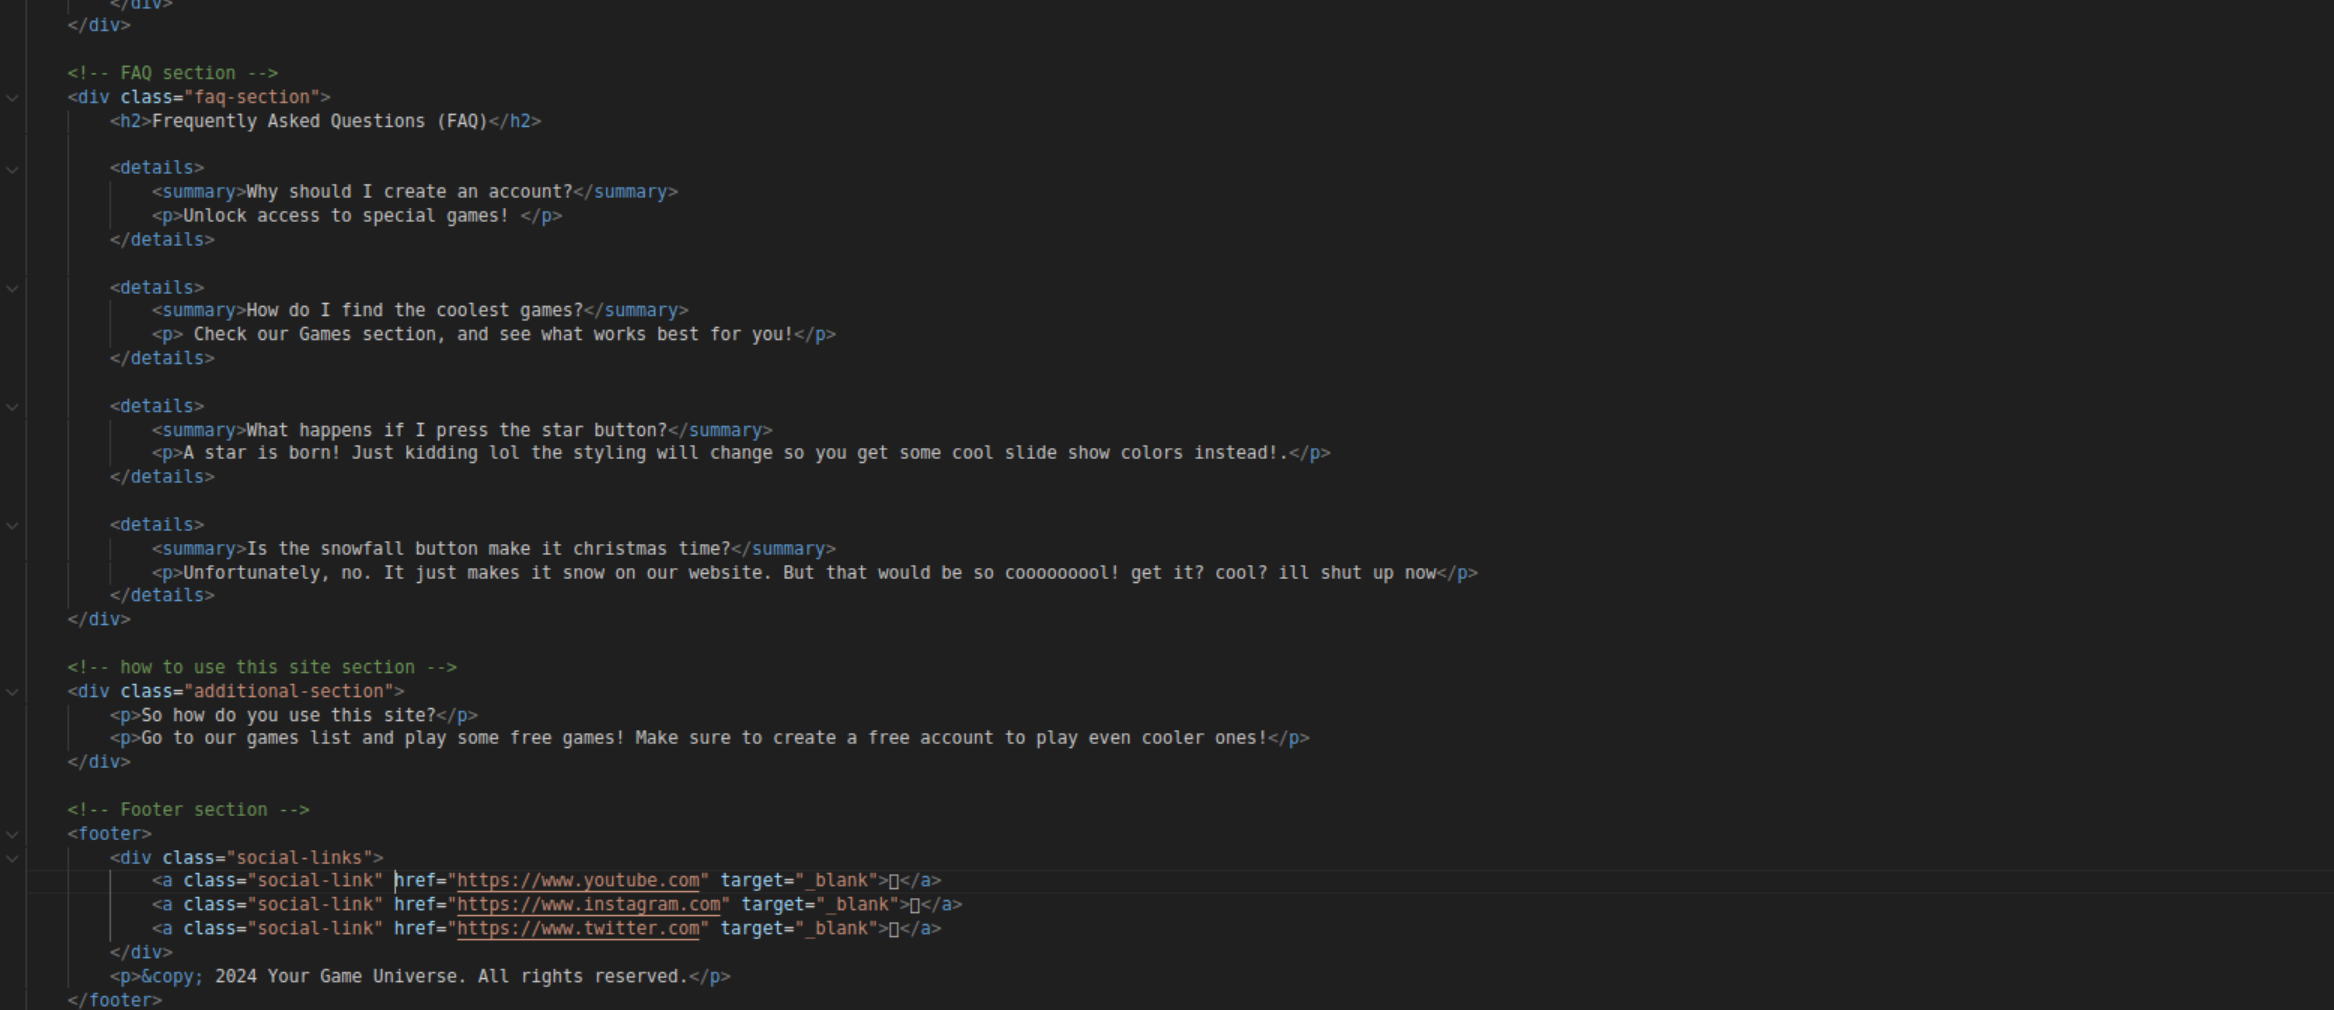 </div>
</div>
<!-- FAQ section -->
<div class="faq-section">
<h2>Frequently Asked Questions (FAQ)</h2>
<details>
<summary>Why should I create an account?</summary>
<p>Unlock access to special games! </p>
</details>
<details>
<summary>How do I find the coolest games?</summary>
<p> Check our Games section, and see what works best for you!</p>
</details>
<details>
<summary>What happens if I press the star button?</summary>
<p>A star is born! Just kidding lol the styling will change so you get some cool slide show colors instead!.</p>
</details>
<details>
<summary>Is the snowfall button make it christmas time?</summary>
<p>Unfortunately, no. It just makes it snow on our website. But that would be so coooooool! get it? cool? ill shut up now</p>
</details>
</div>
<!-- how to use this site section -->
<div class="additional-section">
<p>So how do you use this site?</p>
<p>Go to our games list and play some free games! Make sure to create a free account to play even cooler ones!</p>
</div>
<!-- Footer section -->
<footer>
<div class="social-links">
<a class="social-link" href="https://www.youtube.com" target="_blank">▯</a>
<a class="social-link" href="https://www.instagram.com" target="_blank">▯</a>
<a class="social-link" href="https://www.twitter.com" target="_blank">▯</a>
</div>
<p>&copy; 2024 Your Game Universe. All rights reserved.</p>
</footer>